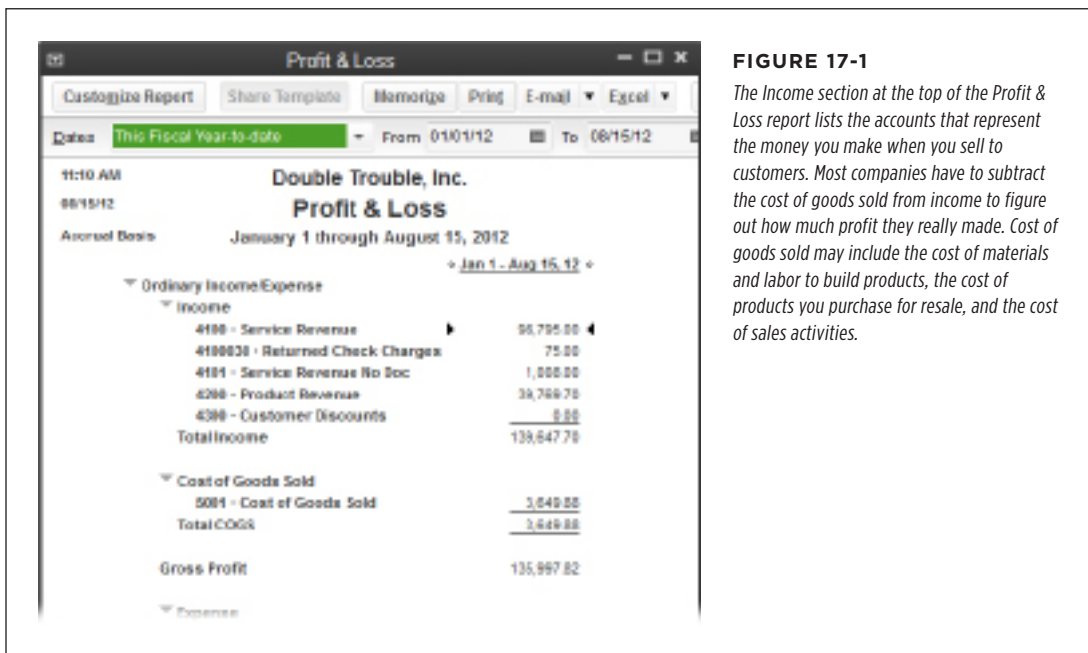 Profit & Loss
Customize Report Share Template Memorize Print E-mail Excel
Dates This Fiscal Year-to-date From 01/01/12 To 08/15/12
11:10 AM Double Trouble, Inc.
08/15/12 Profit & Loss
Accrual Basis January 1 through August 15, 2012
Jan 1 - Aug 15, 12
Ordinary Income/Expense
Income
4100 · Service Revenue 98,795.00
4100030 · Returned Check Charges 75.00
4101 · Service Revenue No Doc 1,008.00
4200 · Product Revenue 39,769.70
4300 · Customer Discounts 0.00
Total Income 139,647.70
Cost of Goods Sold
5001 · Cost of Goods Sold 3,649.88
Total COGS 3,649.88
Gross Profit 135,997.82
Expense
FIGURE 17-1
The Income section at the top of the Profit &
Loss report lists the accounts that represent
the money you make when you sell to
customers. Most companies have to subtract
the cost of goods sold from income to figure
out how much profit they really made. Cost of
goods sold may include the cost of materials
and labor to build products, the cost of
products you purchase for resale, and the cost
of sales activities.